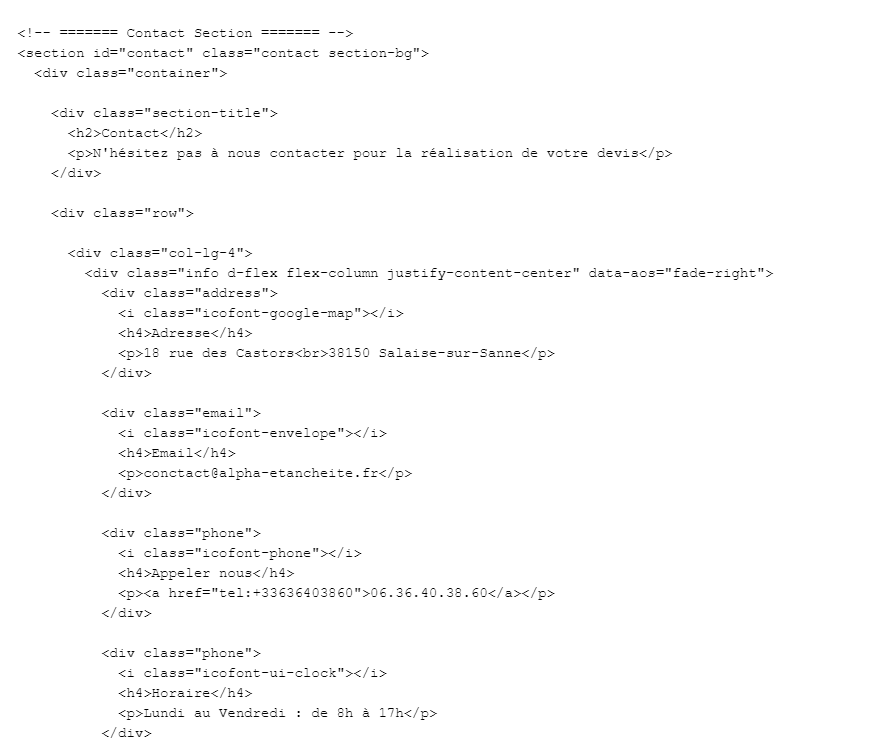 <!-- ======= Contact Section ======= -->
<section id="contact" class="contact section-bg">
<div class="container">
<div class="section-title">
<h2>Contact</h2>
<p>N'hésitez pas à nous contacter pour la réalisation de votre devis</p>
</div>
<div class="row">
<div class="col-lg-4">
<div class="info d-flex flex-column justify-content-center" data-aos="fade-right">
<div class="address">
<i class="icofont-google-map"></i>
<h4>Adresse</h4>
<p>18 rue des Castors<br>38150 Salaise-sur-Sanne</p>
</div>
<div class="email">
<i class="icofont-envelope"></i>
<h4>Email</h4>
<p>conctact@alpha-etancheite.fr</p>
</div>
<div class="phone">
<i class="icofont-phone"></i>
<h4>Appeler nous</h4>
<p><a href="tel:+33636403860">06.36.40.38.60</a></p>
</div>
<div class="phone">
<i class="icofont-ui-clock"></i>
<h4>Horaire</h4>
<p>Lundi au Vendredi : de 8h à 17h</p>
</div>